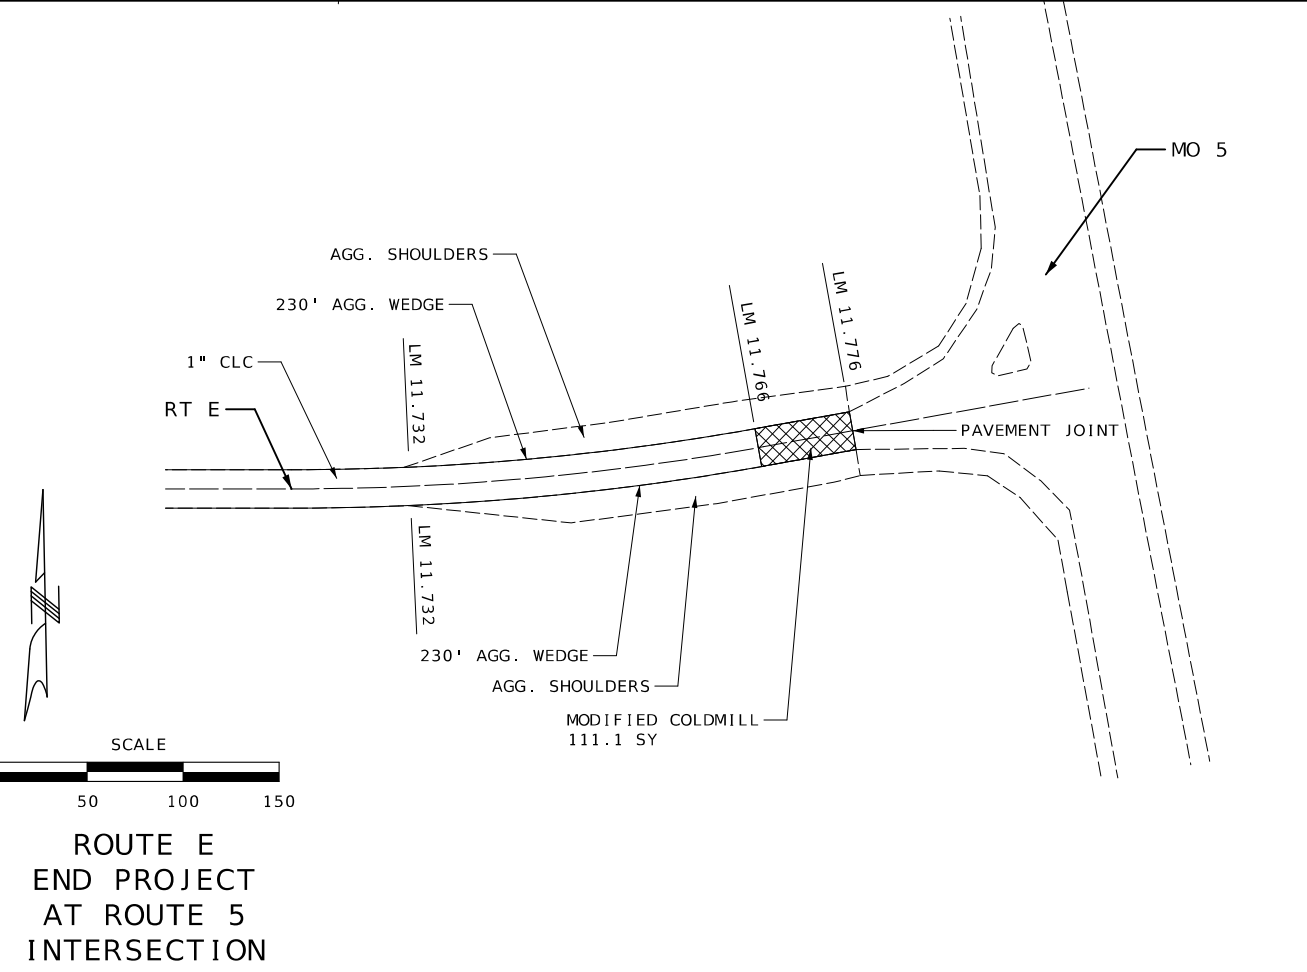 MO 5
AGG. SHOULDERS
230' AGG. WEDGE
1" CLC
RT E
LM 11.732
LM 11.766
LM 11.776
PAVEMENT JOINT
LM 11.732
230' AGG. WEDGE
AGG. SHOULDERS
MODIFIED COLDMILL
111.1 SY
SCALE
50 100 150
ROUTE E
END PROJECT
AT ROUTE 5
INTERSECTION